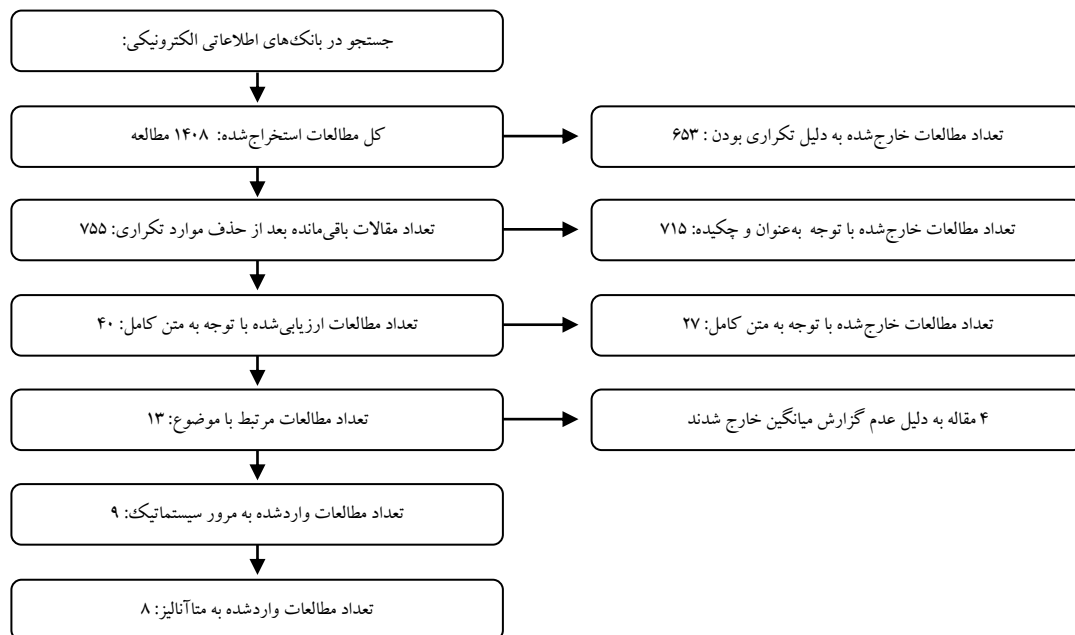 جستجو در بانک‌های اطلاعاتی الکترونیکی:
کل مطالعات استخراج‌شده: ۱۴۰۸ مطالعه
تعداد مطالعات خارج‌شده به دلیل تکراری بودن : ۶۵۳
تعداد مقالات باقی‌مانده بعد از حذف موارد تکراری: ۷۵۵
تعداد مطالعات خارج‌شده با توجه به‌عنوان و چکیده: ۷۱۵
تعداد مطالعات ارزیابی‌شده با توجه به متن کامل: ۴۰
تعداد مطالعات خارج‌شده با توجه به متن کامل: ۲۷
تعداد مطالعات مرتبط با موضوع: ۱۳
۴ مقاله به دلیل عدم گزارش میانگین خارج شدند
تعداد مطالعات واردشده به مرور سیستماتیک: ۹
تعداد مطالعات واردشده به متاآنالیز: ۸